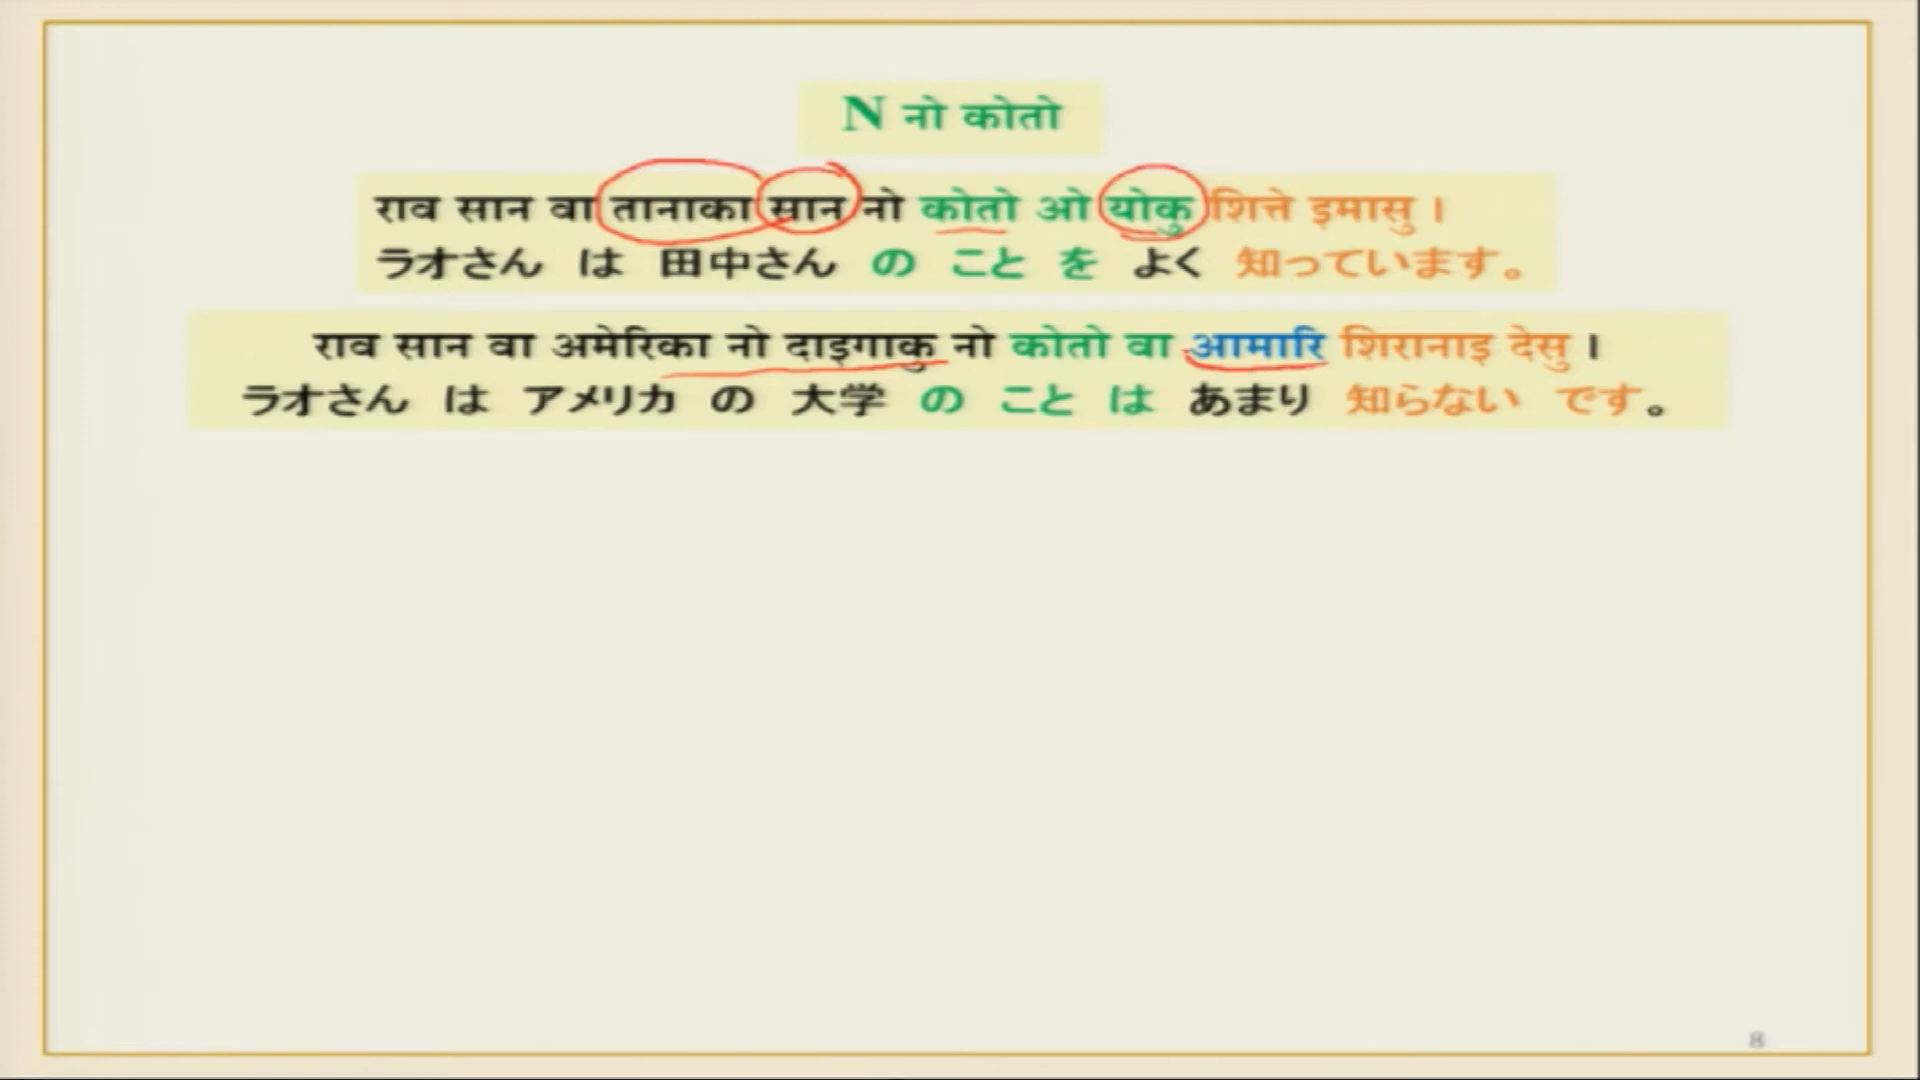 N नो कोतो
राव सान वा तानाका सान नो कोतो ओ योकु शित्ते इमासु ।
ラオさん は 田中さん の こと を よく 知っています。
राव सान वा अमेरिका नो दाइगाकु नो कोतो वा आमारि शिरानाइ देसु ।
ラオさん は アメリカ の 大学 の こと は あまり 知らない です。
8